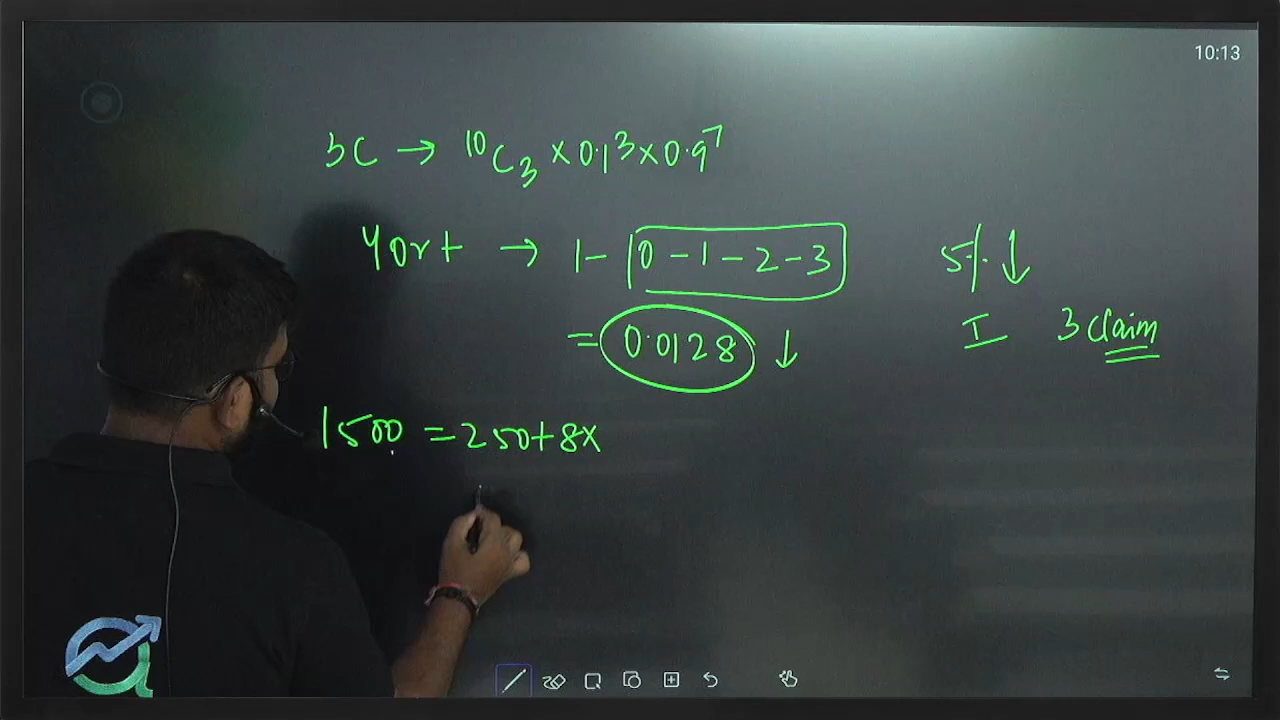 10:13
3C → ¹⁰C₃ × 0.1³ × 0.9⁷
4 or + → 1 - |0 - 1 - 2 - 3 5% ↓
= 0.0128 ↓ I 3 claim
1500 = 250 + 8x